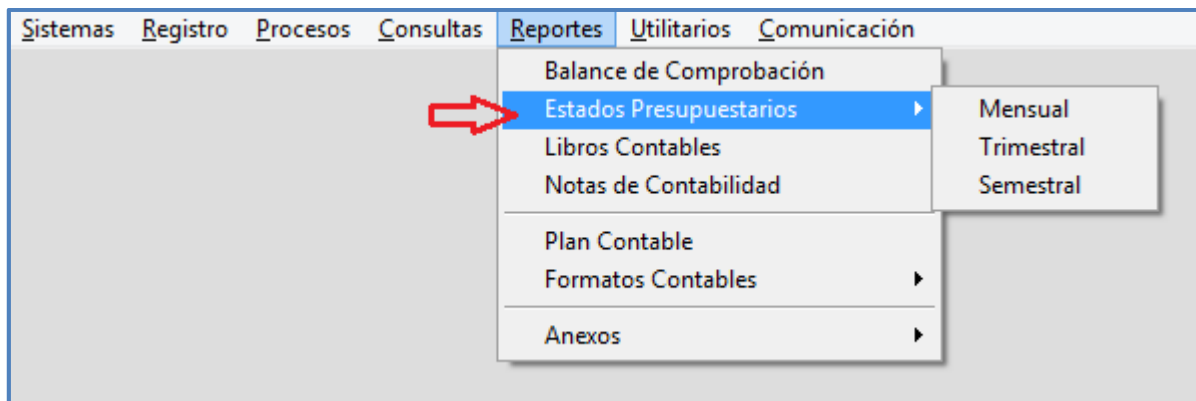 Sistemas Registro Procesos Consultas Reportes Utilitarios Comunicación
Balance de Comprobación
Estados Presupuestarios
Libros Contables
Notas de Contabilidad
Plan Contable
Formatos Contables
Anexos
Mensual
Trimestral
Semestral